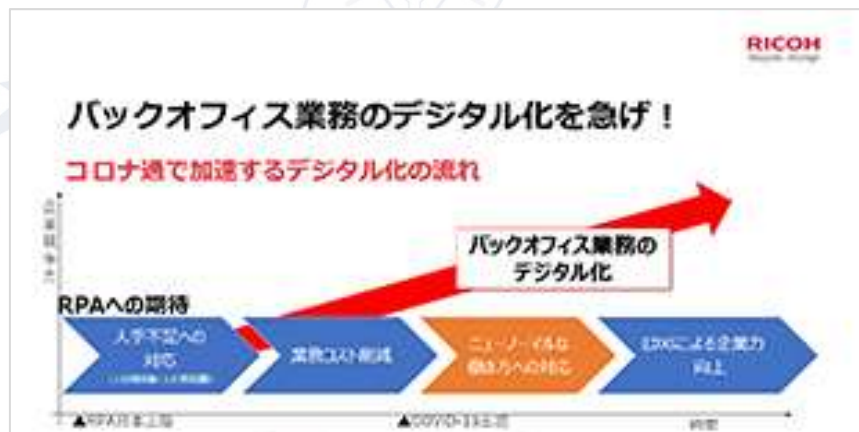 RICOH
バックオフィス業務のデジタル化を急げ！
コロナ過で加速するデジタル化の流れ
バックオフィス業務の
デジタル化
RPAへの期待
人手不足への
対応
業務コスト削減
ニューノーマルな
働き方への対応
による企業力
向上
▲RPA日本上陸
▲COVID-19
時間